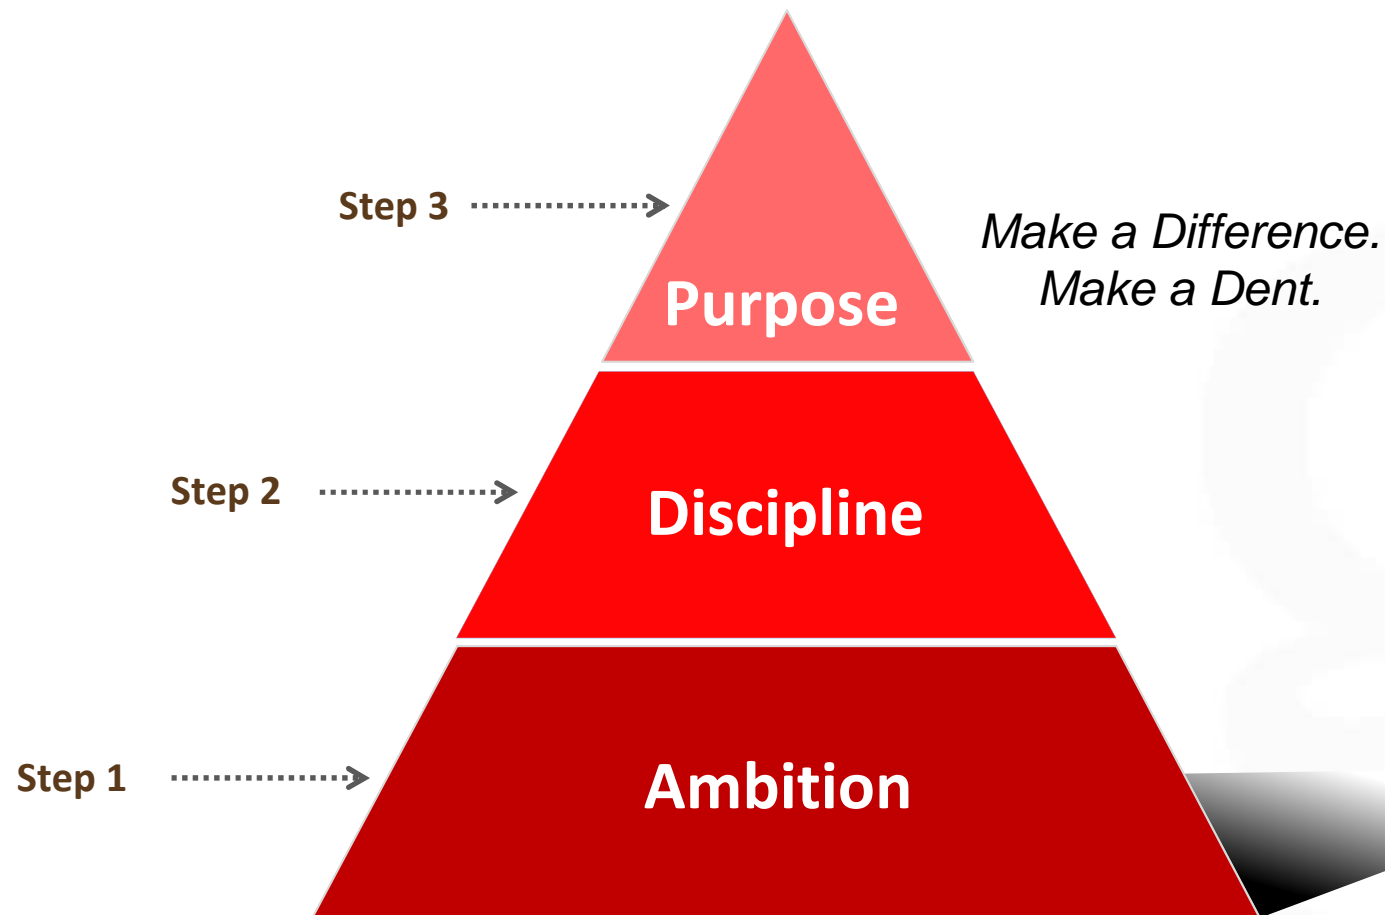 Step 3
Make a Difference.
Make a Dent.
Purpose
Step 2
Discipline
Step 1
Ambition